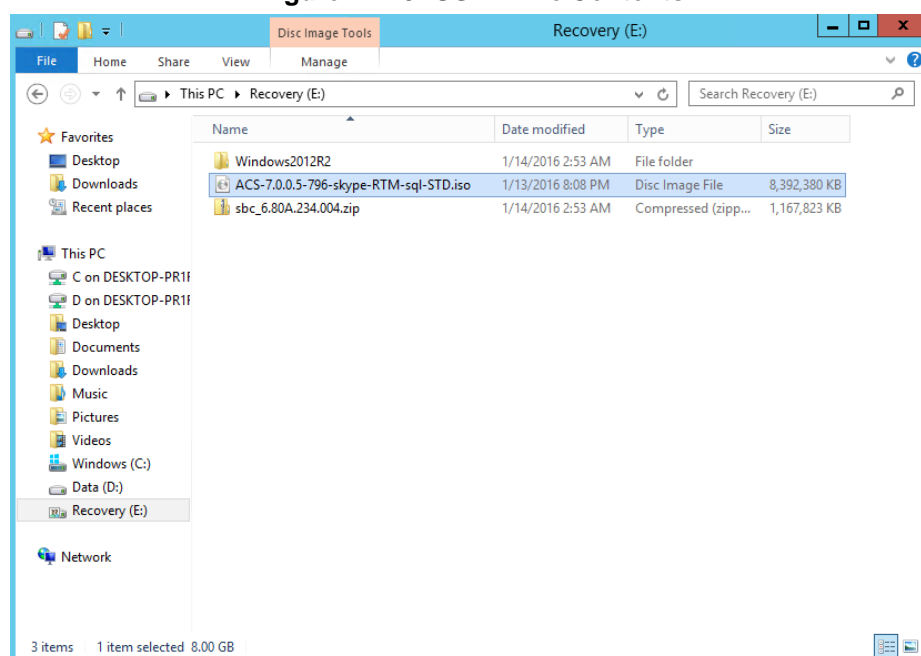 Disc Image Tools
Recovery (E:)
File Home Share View Manage
This PC Recovery (E:)
Search Recovery (E:)
Name Date modified Type Size
Favorites
Desktop
Downloads
Recent places
This PC
C on DESKTOP-PR1F
D on DESKTOP-PR1F
Desktop
Documents
Downloads
Music
Pictures
Videos
Windows (C:)
Data (D:)
Recovery (E:)
Network
Windows2012R2 1/14/2016 2:53 AM File folder
ACS-7.0.0.5-796-skype-RTM-sql-STD.iso 1/13/2016 8:08 PM Disc Image File 8,392,380 KB
sbc_6.80A.234.004.zip 1/14/2016 2:53 AM Compressed (zipp... 1,167,823 KB
3 items 1 item selected 8.00 GB